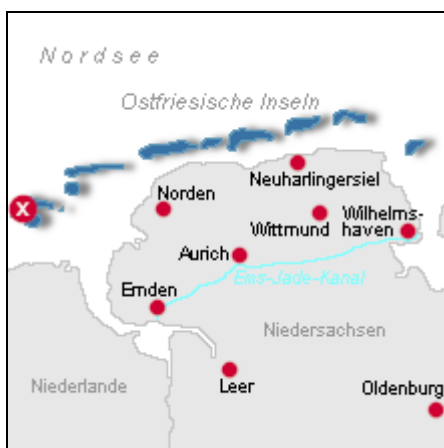 Nordsee
Ostfriesische Inseln
X
Neuharlingersiel
Norden
Wilhelms-
haven
Wittmund
Aurich
Ems-Jade-Kanal
Emden
Niedersachsen
Niederlande
Leer
Oldenburg